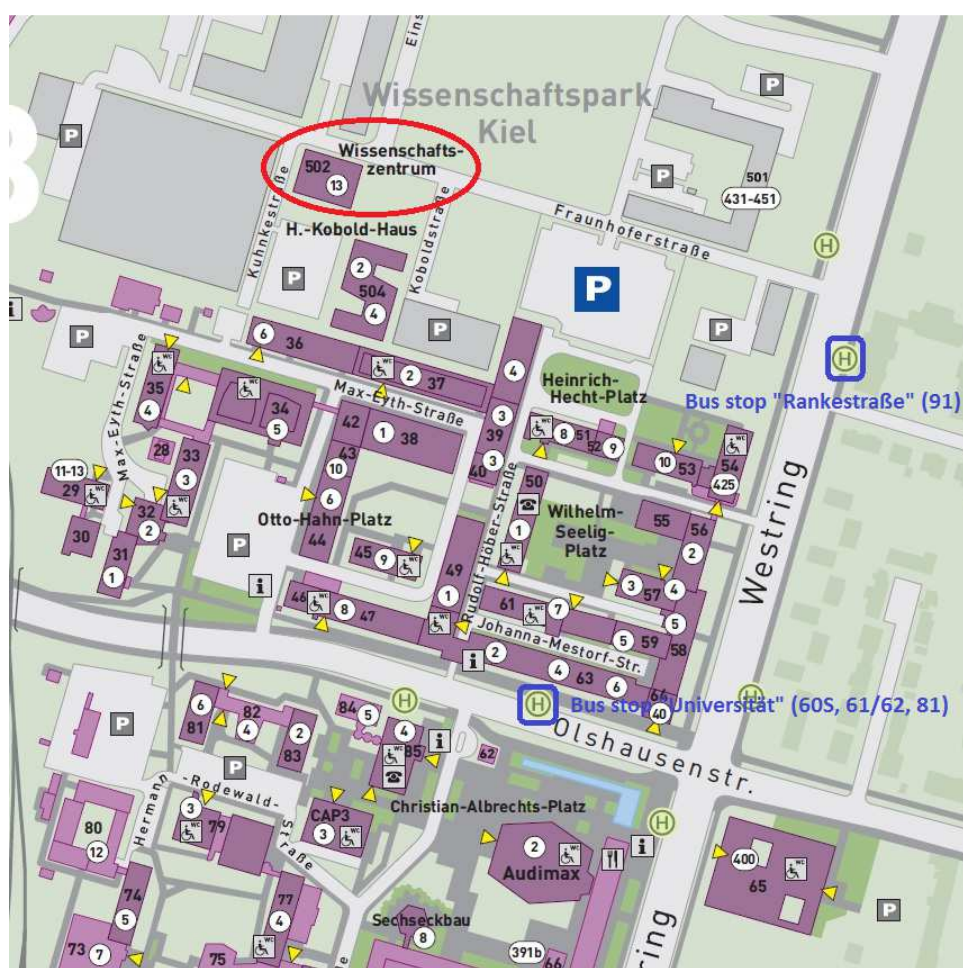 Eins
P
Wissenschaftspark
Kiel
P
Wissenschafts-
zentrum
502
13
P
501
431-451
Kuhnkestraße
H.-Kobold-Haus
Koboldstraße
Fraunhoferstraße
H
2
504
4
P
P
P
P
i
P
H
Bus stop "Rankestraße" (91)
6
36
2
37
4
Max-Eyth-Straße
Max-Eyth-Straße
Heinrich-
Hecht-Platz
35
4
34
5
42
1
38
3
39
3
40
8
51
52
9
10
53
54
425
28
33
3
43
10
6
44
11-13
29
30
32
2
31
1
Otto-Hahn-Platz
45
9
P
i
50
1
Rudolf-Höber-Straße
Wilhelm-
Seelig-
Platz
55
56
2
3
57
4
5
Westring
49
1
46
8
47
61
7
5
59
58
Johanna-Mestorf-Str.
2
i
4
63
6
64
40
H
H
H
Bus stop "Universität" (60S, 61/62, 81)
Olshausenstr.
P
6
81
82
4
2
83
84
5
4
85
i
62
P
Hermann
-Rodewald-
Straße
Christian-Albrechts-Platz
H
3
79
CAP3
3
80
12
2
Audimax
i
400
65
P
74
5
77
4
Sechseckbau
8
73
7
75
391b
66
ring